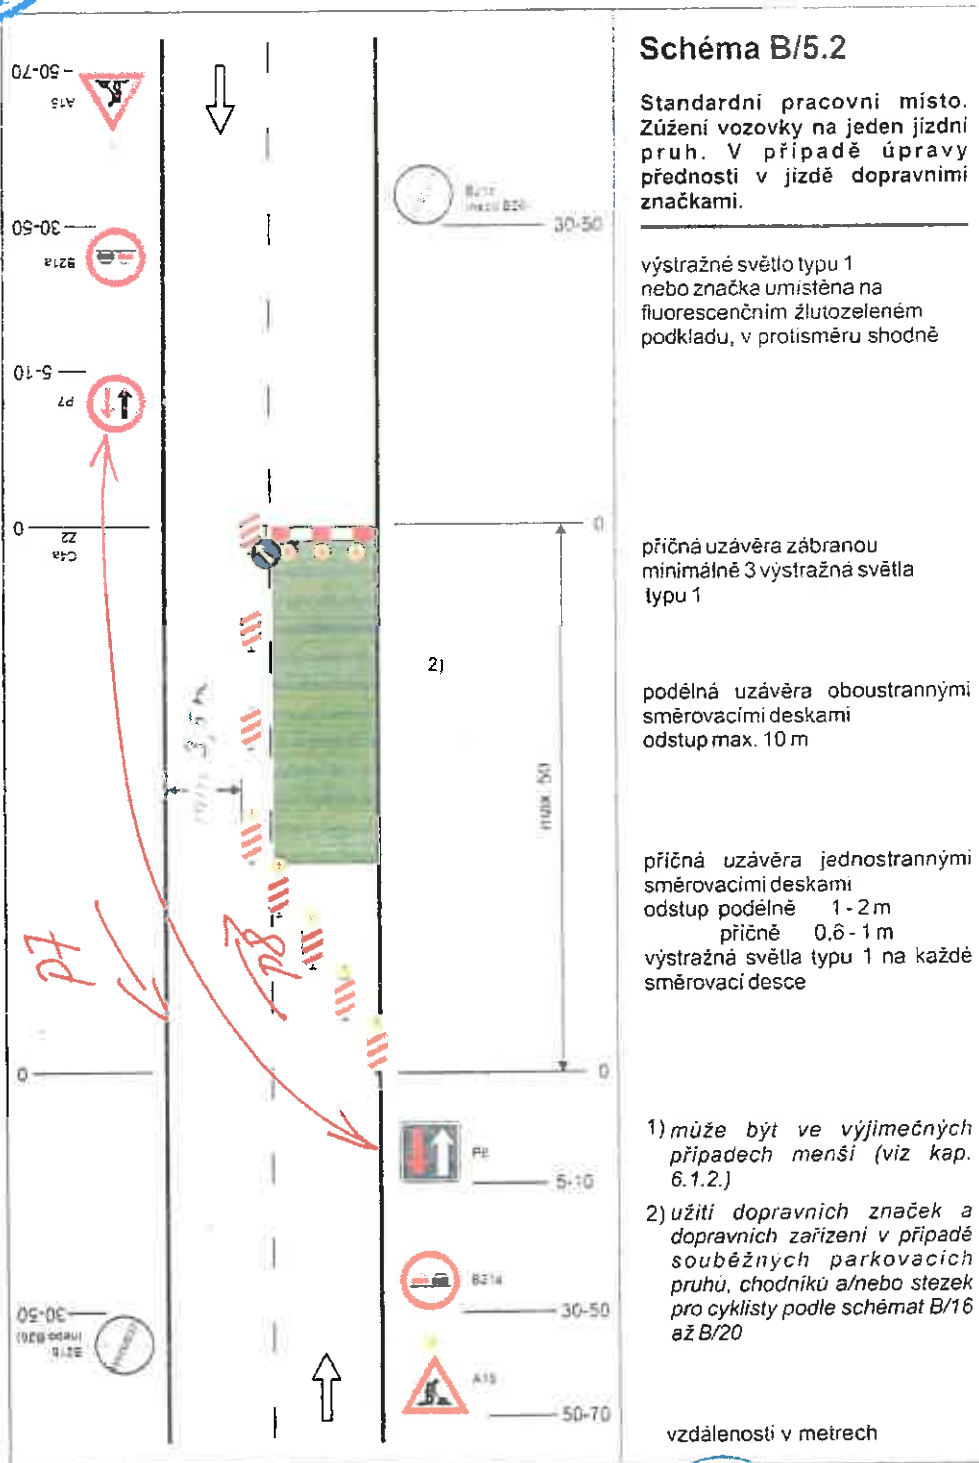 Schéma B/5.2
Standardní pracovní místo.
Zúžení vozovky na jeden jízdní
pruh. V případě úpravy
přednosti v jízdě dopravními
značkami.
výstražné světlo typu 1
nebo značka umístěna na
fluorescenčním žlutozeleném
podkladu, v protisměru shodně
příčná uzávěra zábranou
minimálně 3 výstražná světla
typu 1
podélná uzávěra oboustrannými
směrovacími deskami
odstup max. 10 m
příčná uzávěra jednostrannými
směrovacími deskami
odstup podélně 1 - 2 m
příčně 0,6 - 1 m
výstražná světla typu 1 na každé
směrovací desce
1) může být ve výjimečných
případech menší (viz kap.
6.1.2.)
2) užití dopravních značek a
dopravních zařízení v případě
souběžných parkovacích
pruhů, chodníků a/nebo stezek
pro cyklisty podle schémat B/16
až B/20
vzdálenosti v metrech
50-70
A15
30-50
B21a
5-10
P7
0
Z2
C4a
30-50
0
2)
max. 50
P7
P8
0
0
P8
5-10
B21a
30-50
A15
50-70
30-50
B21b
(nebo B26)